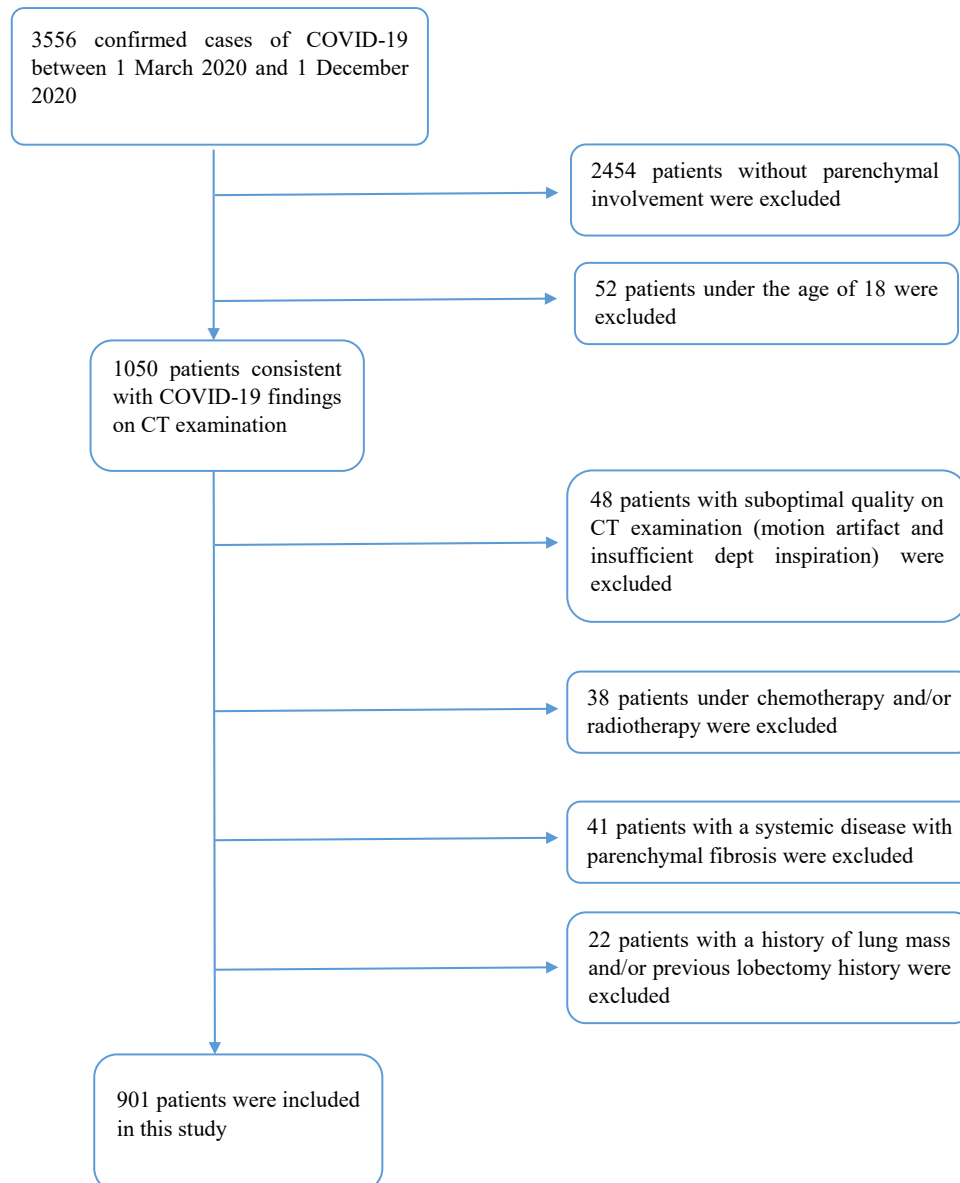 3556 confirmed cases of COVID-19
between 1 March 2020 and 1 December
2020
2454 patients without parenchymal
involvement were excluded
52 patients under the age of 18 were
excluded
1050 patients consistent
with COVID-19 findings
on CT examination
48 patients with suboptimal quality on
CT examination (motion artifact and
insufficient dept inspiration) were
excluded
38 patients under chemotherapy and/or
radiotherapy were excluded
41 patients with a systemic disease with
parenchymal fibrosis were excluded
22 patients with a history of lung mass
and/or previous lobectomy history were
excluded
901 patients were included
in this study